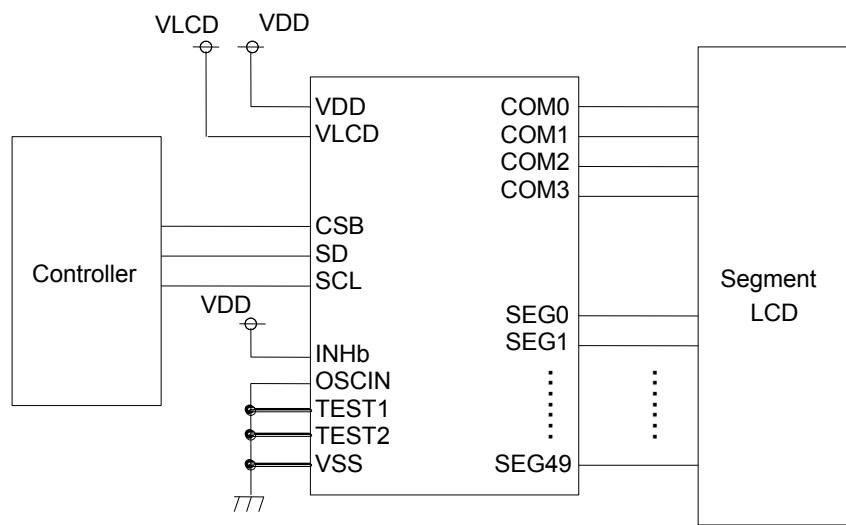 VLCD
VDD
VDD
VLCD
COM0
COM1
COM2
COM3
CSB
SD
SCL
Controller
VDD
Segment
LCD
SEG0
SEG1
INHb
OSCIN
TEST1
TEST2
VSS
SEG49